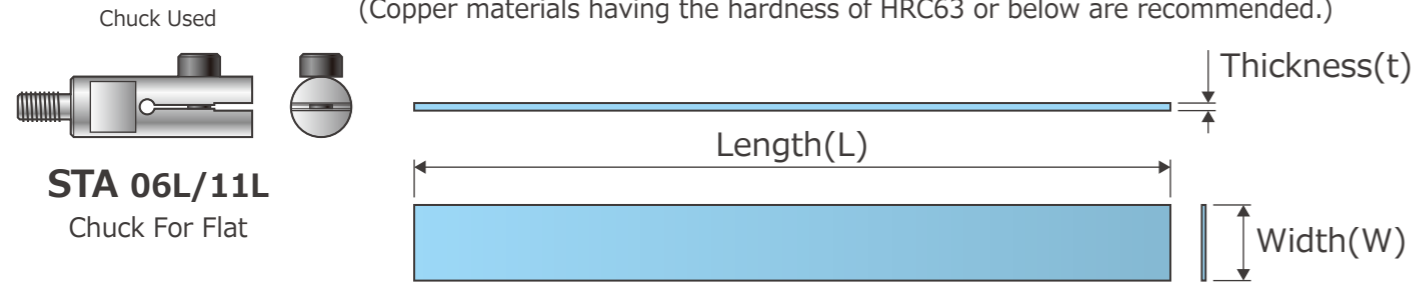 Chuck Used
(Copper materials having the hardness of HRC63 or below are recommended.)
Thickness(t)
Length(L)
STA 06L/11L
Chuck For Flat
Width(W)